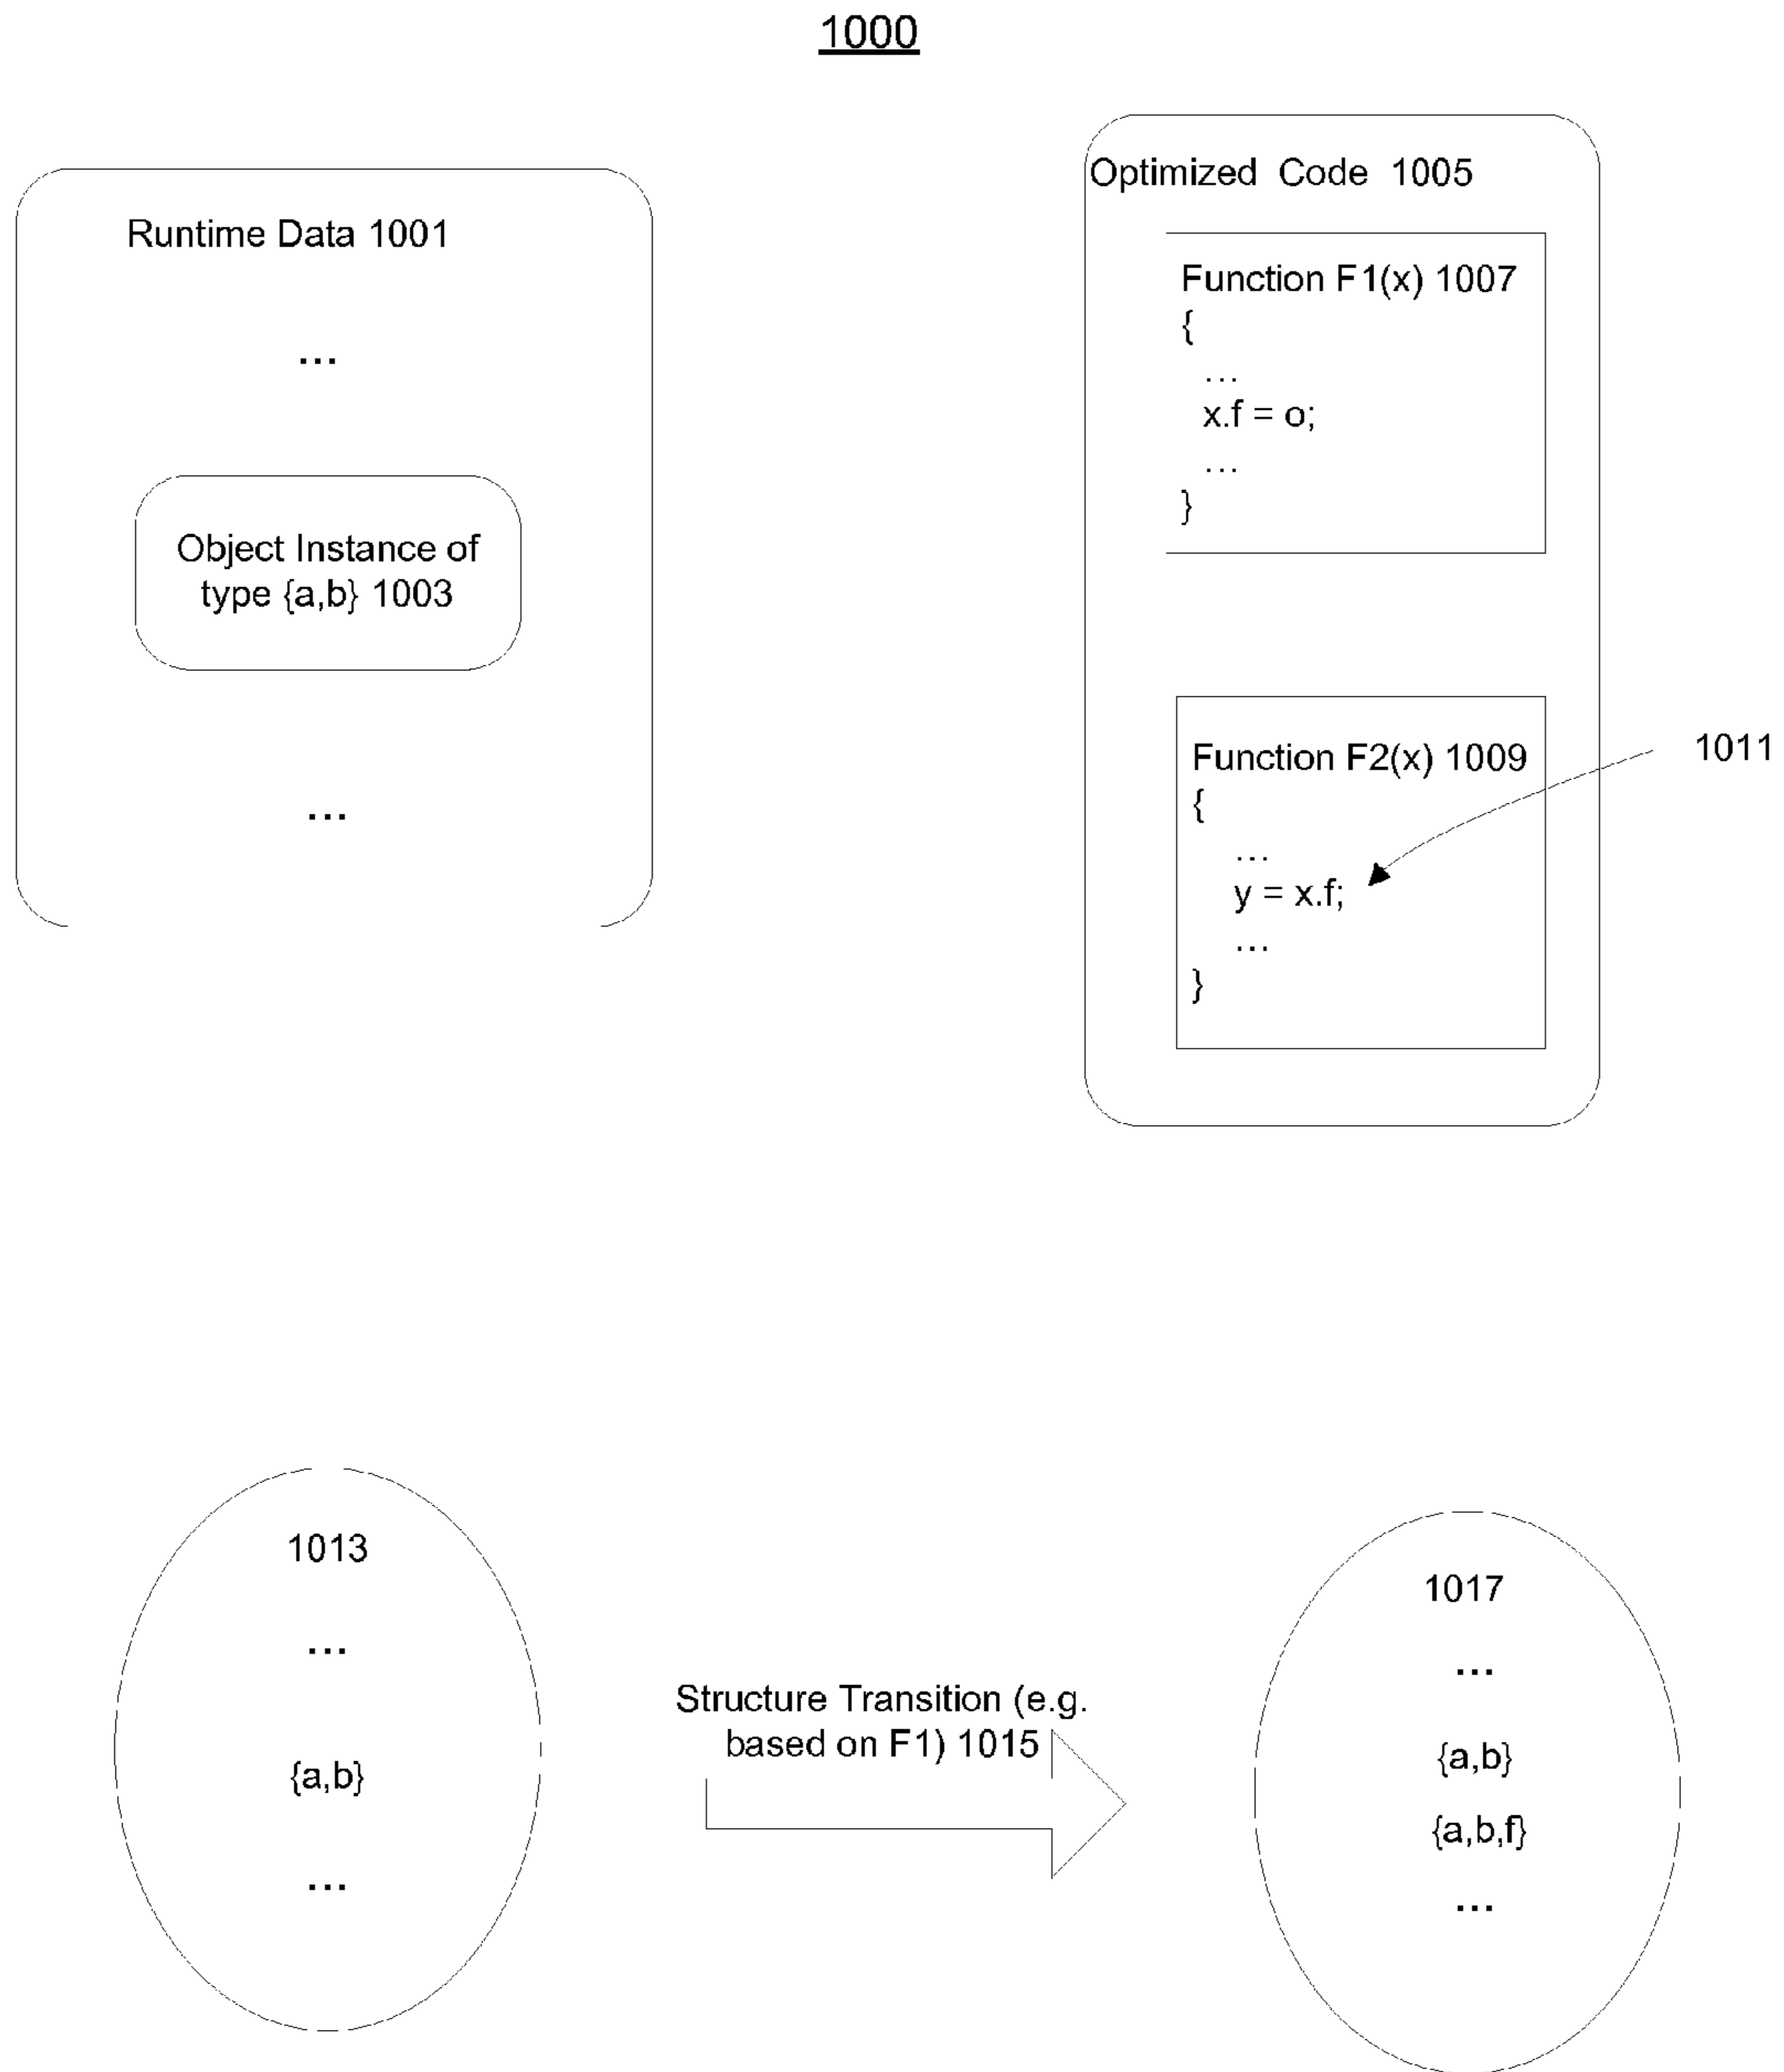 1000
Runtime Data 1001
...
Object Instance of
type {a,b} 1003
...
Optimized Code 1005
Function F1(x) 1007
{
...
x.f = o;
...
}
Function F2(x) 1009
{
...
y = x.f;
...
}
1011
1013
...
{a,b}
...
Structure Transition (e.g.
based on F1) 1015
1017
...
{a,b}
{a,b,f}
...